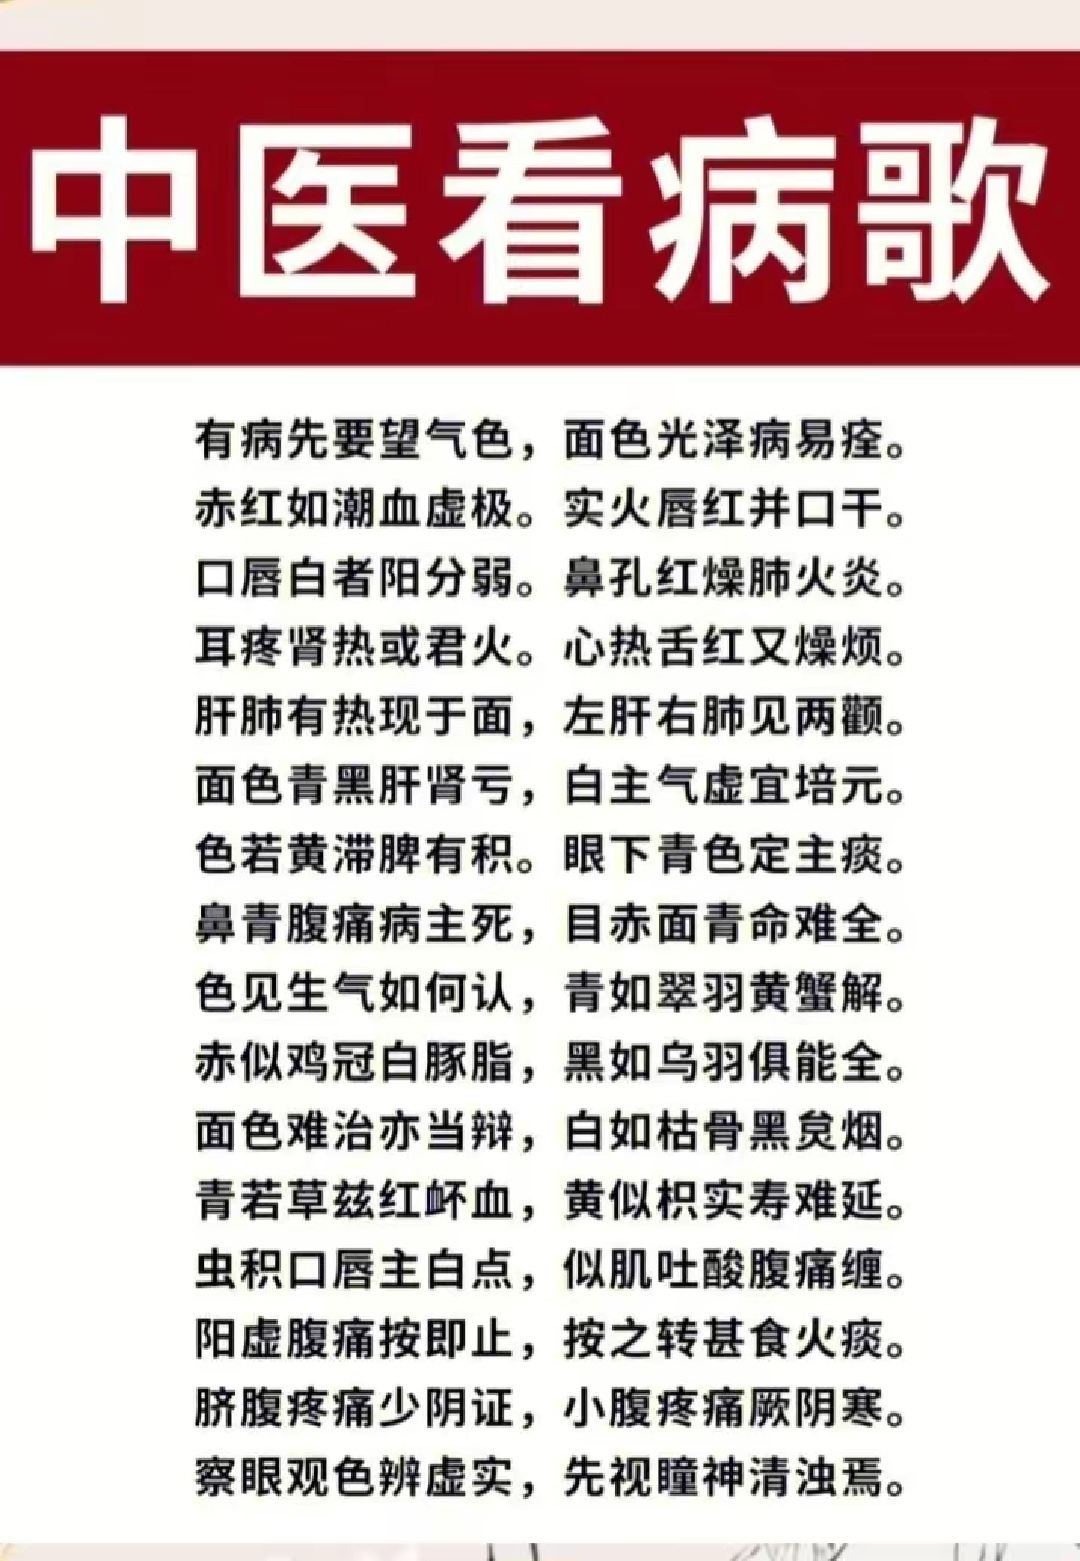 中医看病歌
有病先要望气色，面色光泽病易痊。
赤红如潮血虚极。实火唇红并口干。
口唇白者阳分弱。鼻孔红燥肺火炎。
耳疼肾热或君火。心热舌红又燥烦。
肝肺有热现于面，左肝右肺见两颧。
面色青黑肝肾亏，白主气虚宜培元。
色若黄滞脾有积。眼下青色定主痰。
鼻青腹痛病主死，目赤面青命难全。
色见生气如何认，青如翠羽黄蟹解。
赤似鸡冠白豚脂，黑如乌羽俱能全。
面色难治亦当辩，白如枯骨黑炱烟。
青若草兹红衃血，黄似枳实寿难延。
虫积口唇主白点，似肌吐酸腹痛缠。
阳虚腹痛按即止，按之转甚食火痰。
脐腹疼痛少阴证，小腹疼痛厥阴寒。
察眼观色辨虚实，先视瞳神清浊焉。